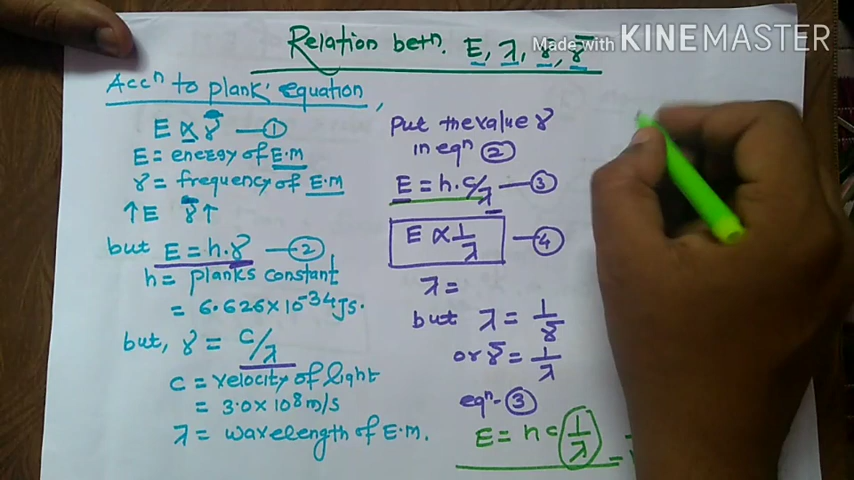 Relation betn. E, λ, ɣ, ɣ̄
Made with KINEMASTER
Accn to plank' equation,
E ∝ ɣ — ①
E = energy of E.M
ɣ = frequency of E.M
↑E ɣ↑
but E = h.ɣ — ②
h = planks constant
= 6.626×10⁻³⁴ Js.
but, ɣ = c/λ
c = velocity of light
= 3.0×10⁸ m/s
λ = wavelength of E.M.
Put the value ɣ
in eqn ②
E = h.c/λ — ③
E ∝ 1/λ — ④
λ =
but λ = 1/ɣ̄
or ɣ̄ = 1/λ
eqn- ③
E = hc(1/λ)